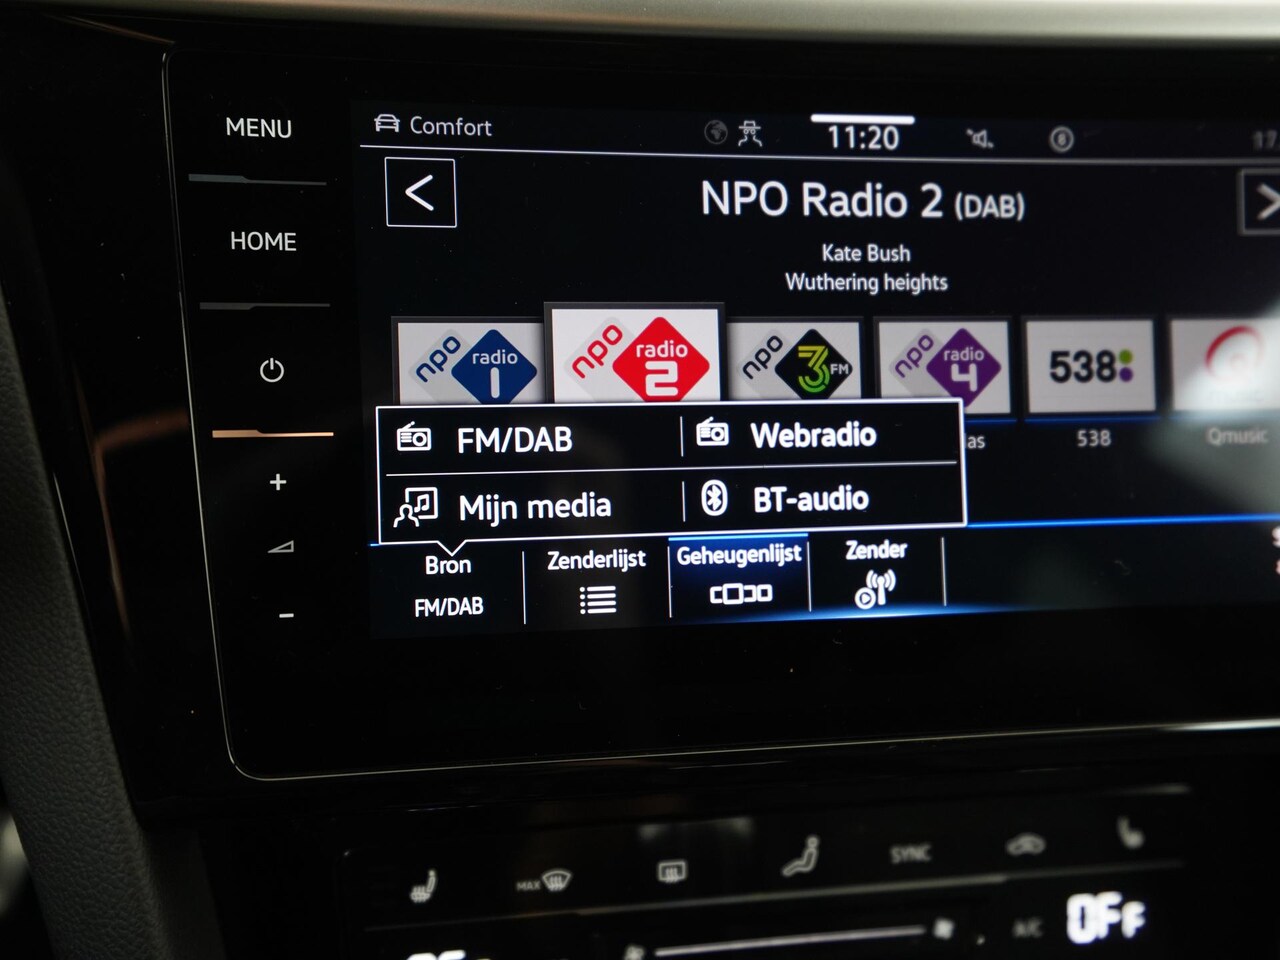 MENU
HOME
Comfort
11:20
NPO Radio 2 (DAB)
Kate Bush
Wuthering heights
npo radio 1
npo radio 2
npo 3FM
npo radio 4
538
las
538
Qmusic
FM/DAB
Webradio
Mijn media
BT-audio
Bron
FM/DAB
Zenderlijst
Geheugenlijst
Zender
MAX
SYNC
A/C
OFF